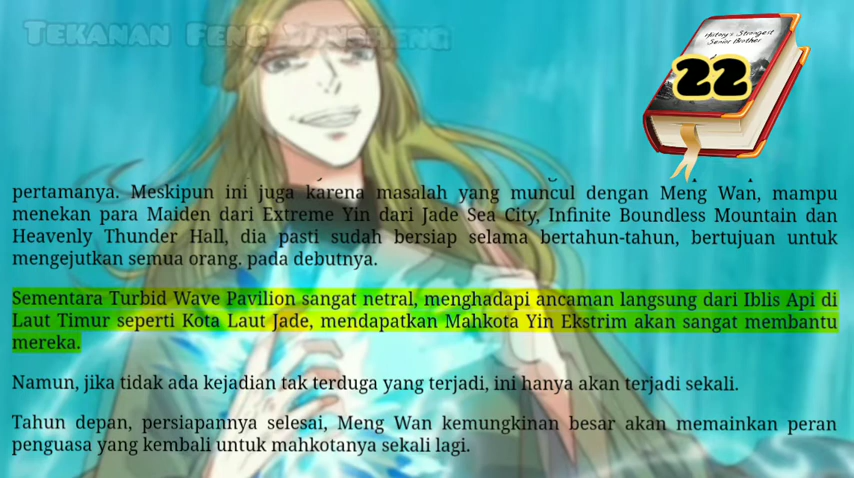 Tekanan Feng Yunsheng
History's Strongest
Senior Brother
22
pertamanya. Meskipun ini juga karena masalah yang muncul dengan Meng Wan, mampu
menekan para Maiden dari Extreme Yin dari Jade Sea City, Infinite Boundless Mountain dan
Heavenly Thunder Hall, dia pasti sudah bersiap selama bertahun-tahun, bertujuan untuk
mengejutkan semua orang. pada debutnya.
Sementara Turbid Wave Pavilion sangat netral, menghadapi ancaman langsung dari Iblis Api di
Laut Timur seperti Kota Laut Jade, mendapatkan Mahkota Yin Ekstrim akan sangat membantu
mereka.
Namun, jika tidak ada kejadian tak terduga yang terjadi, ini hanya akan terjadi sekali.
Tahun depan, persiapannya selesai, Meng Wan kemungkinan besar akan memainkan peran
penguasa yang kembali untuk mahkotanya sekali lagi.